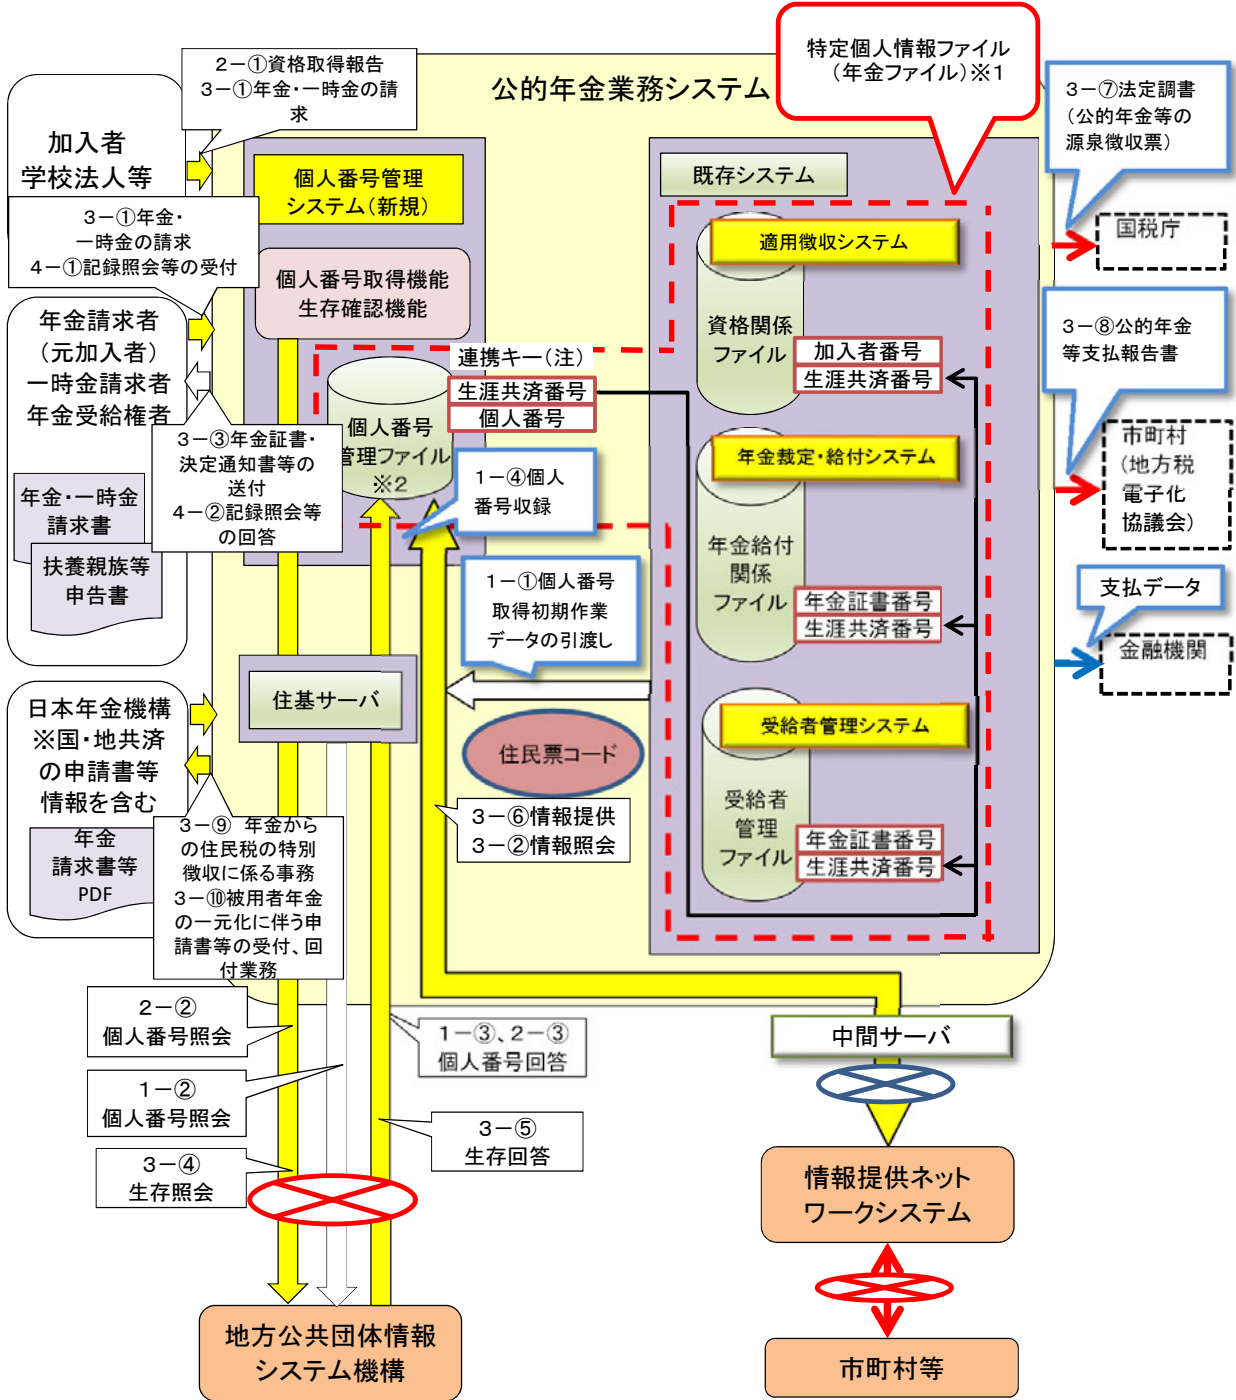 特定個人情報ファイル
（年金ファイル）※1
公的年金業務システム
2－①資格取得報告
3－①年金・一時金の請
求
加入者
学校法人等
3－①年金・
一時金の請求
4－①記録照会等の受付
年金請求者
（元加入者）
一時金請求者
年金受給権者
3－③年金証書・
決定通知書等の
送付
4－②記録照会等
の回答
年金・一時金
請求書
扶養親族等
申告書
日本年金機構
※国・地共済
の申請書等
情報を含む
年金
請求書等
PDF
3－⑨ 年金から
の住民税の特別
徴収に係る事務
3－⑩被用者年金
の一元化に伴う申
請書等の受付、回
付業務
個人番号管理
システム（新規）
個人番号取得機能
生存確認機能
連携キー（注）
生涯共済番号
個人番号
個人番号
管理ファイル
※2
1－④個人
番号収録
1－①個人番号
取得初期作業
データの引渡し
住基サーバ
住民票コード
3－⑥情報提供
3－②情報照会
既存システム
適用徴収システム
資格関係
ファイル
加入者番号
生涯共済番号
年金裁定・給付システム
年金給付
関係
ファイル
年金証書番号
生涯共済番号
受給者管理システム
受給者
管理
ファイル
年金証書番号
生涯共済番号
3－⑦法定調書
（公的年金等の
源泉徴収票）
国税庁
3－⑧公的年金
等支払報告書
市町村
（地方税
電子化
協議会）
支払データ
金融機関
2－②
個人番号照会
1－②
個人番号照会
3－④
生存照会
1－③、2－③
個人番号回答
3－⑤
生存回答
中間サーバ
情報提供ネット
ワークシステム
市町村等
地方公共団体情報
システム機構